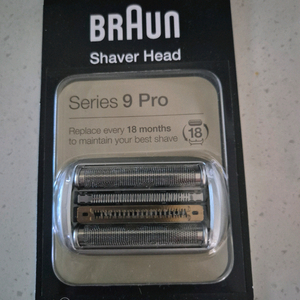 BRAUN
Shaver Head
Series 9 Pro
Replace every 18 months
to maintain your best shave
18